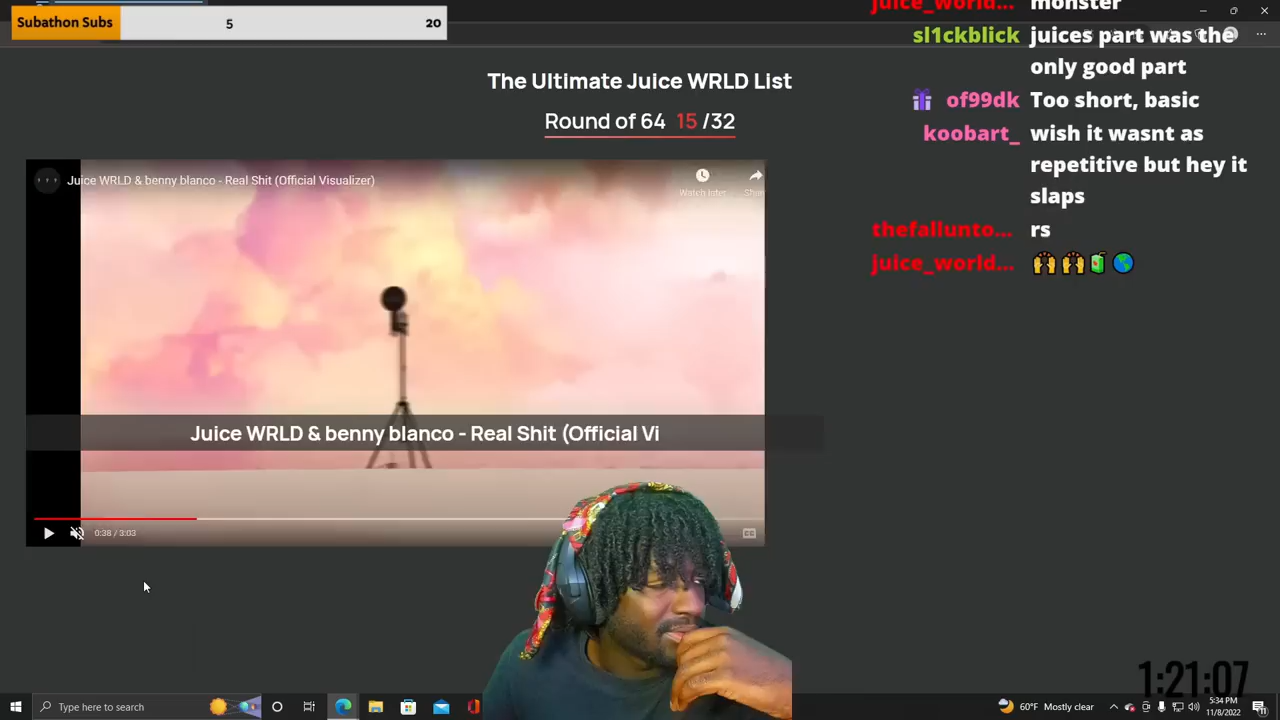 Subathon Subs
5
20
The Ultimate Juice WRLD List
Round of 64 15 /32
Juice WRLD & benny blanco - Real Shit (Official Visualizer)
Watch later
Juice WRLD & benny blanco - Real Shit (Official Vi
0:38 / 3:03
CC
juice_world... monster
sl1ckblick juices part was the
only good part
of99dk Too short, basic
koobart_ wish it wasnt as
repetitive but hey it
slaps
thefallunto... rs
juice_world... 🙌🙌🧃🌎
1:21:07
Type here to search
60°F Mostly clear
5:34 PM
11/8/2022